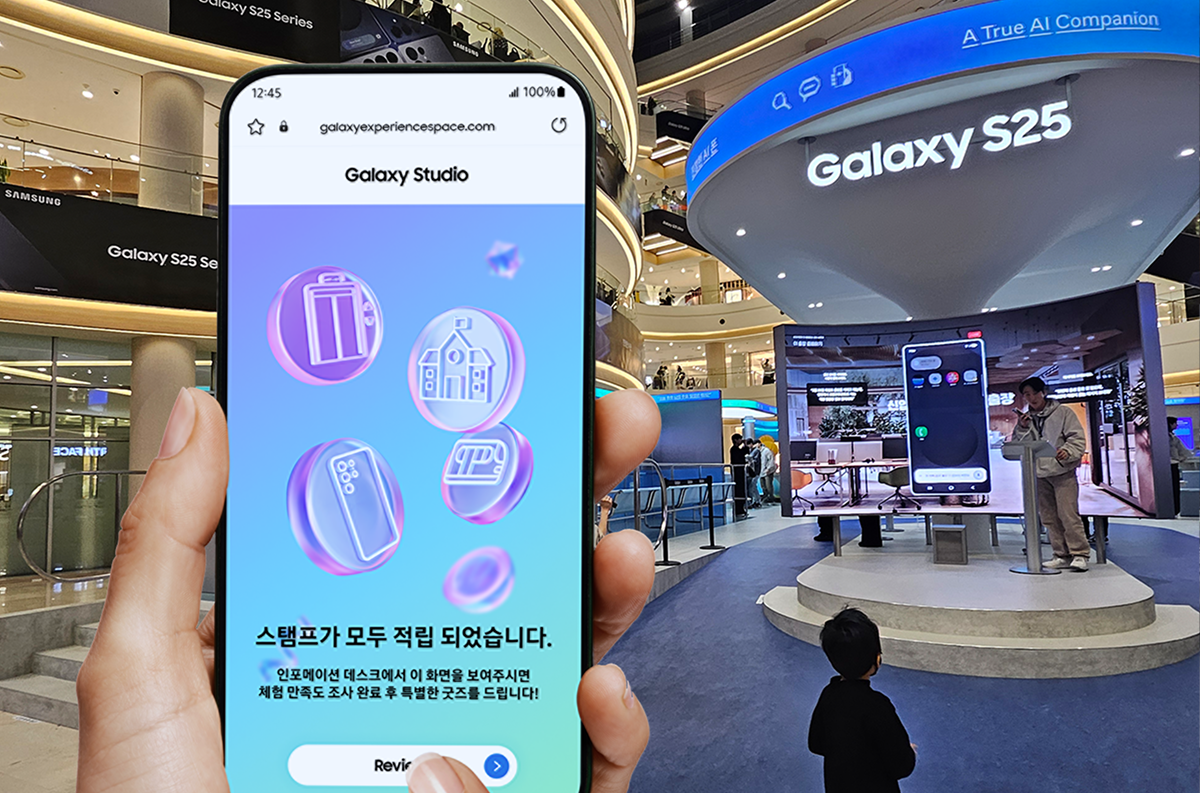 Galaxy S25 Series
SAMSUNG
A True AI Companion
Galaxy S25
SAMSUNG
Galaxy S25 Se
12:45
100%
galaxyexperiencespace.com
Galaxy Studio
스탬프가 모두 적립 되었습니다.
인포메이션 데스크에서 이 화면을 보여주시면
체험 만족도 조사 완료 후 특별한 굿즈를 드립니다!
Revie